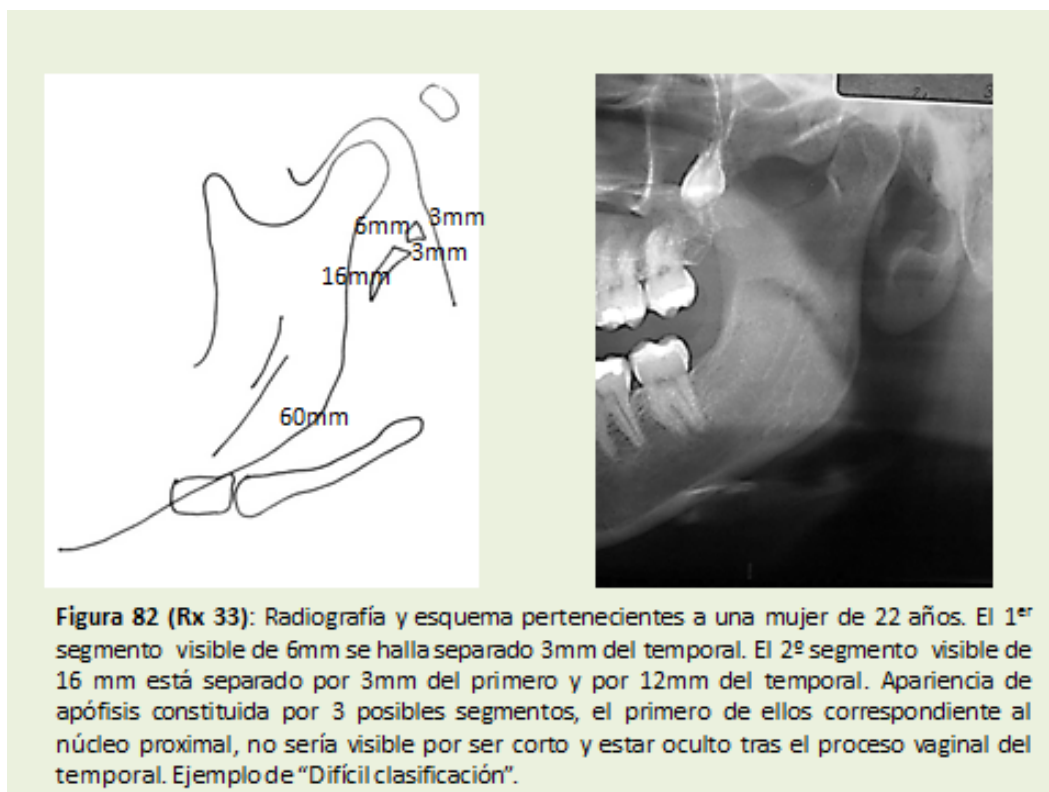 2,
3
6mm
3mm
3mm
16mm
60mm
Figura 82 (Rx 33): Radiografía y esquema pertenecientes a una mujer de 22 años. El 1er
segmento visible de 6mm se halla separado 3mm del temporal. El 2º segmento visible de
16 mm está separado por 3mm del primero y por 12mm del temporal. Apariencia de
apófisis constituida por 3 posibles segmentos, el primero de ellos correspondiente al
núcleo proximal, no sería visible por ser corto y estar oculto tras el proceso vaginal del
temporal. Ejemplo de “Difícil clasificación”.